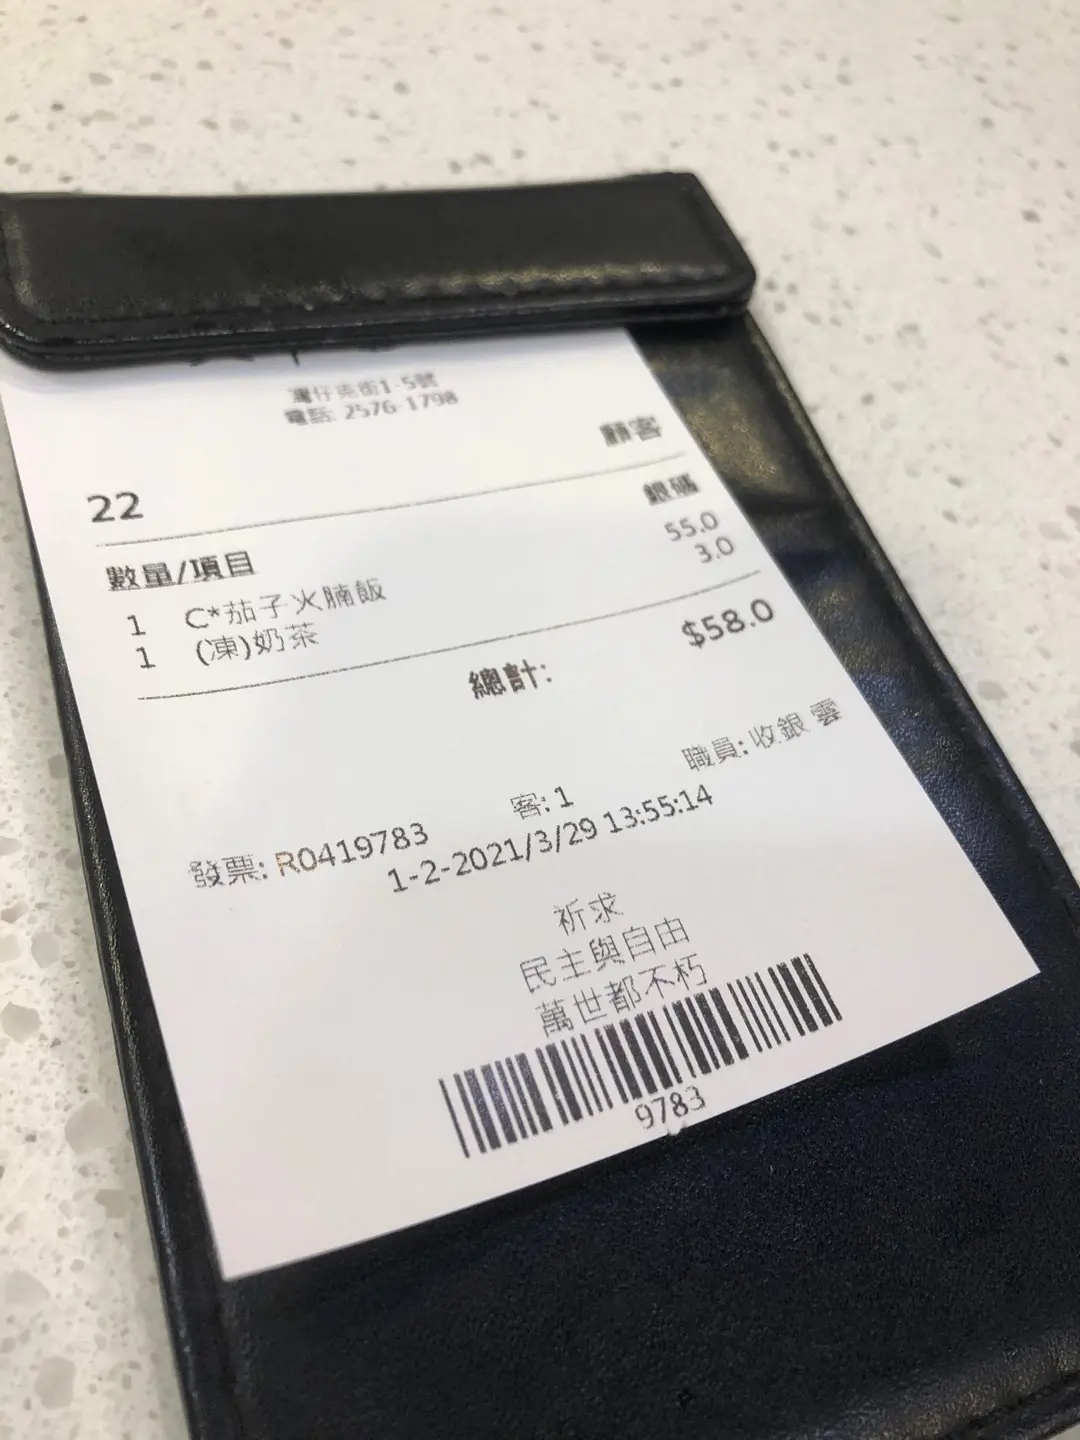 灣仔克街1-5號
電話: 2576-1798
顧客
22
銀碼
數量/項目
1 C*茄子火腩飯 55.0
1 (凍)奶茶 3.0
總計: $58.0
職員: 收銀 雲
客: 1
發票: R0419783
1-2-2021/3/29 13:55:14
祈求
民主與自由
萬世都不朽
9783